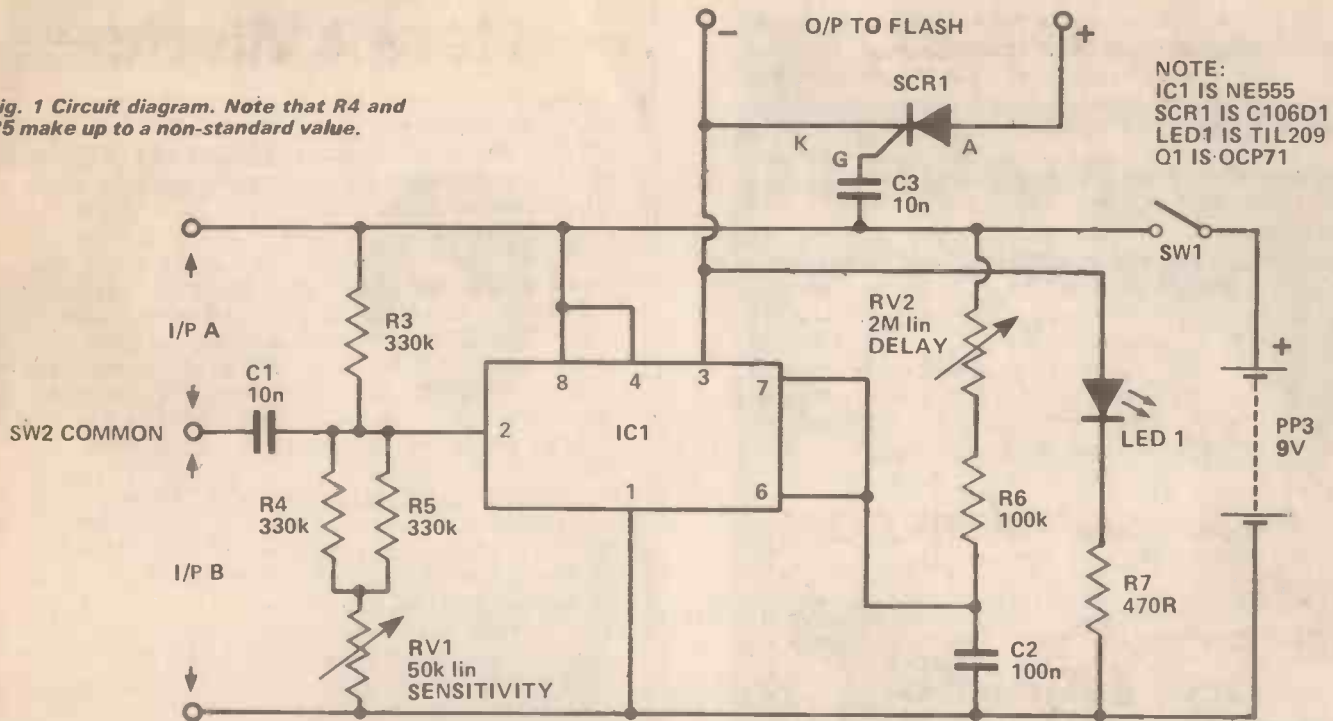 O/P TO FLASH
−
+
NOTE:
IC1 IS NE555
SCR1 IS C106D1
LED1 IS TIL209
Q1 IS OCP71
ig. 1 Circuit diagram. Note that R4 and
25 make up to a non-standard value.
SCR1
K
A
G
C3
10n
SW1
I/P A
R3
330k
RV2
2M lin
DELAY
C1
10n
8
4
3
7
+
SW2 COMMON
2
IC1
LED 1
PP3
9V
R4
330k
R5
330k
1
6
R6
100k
I/P B
R7
470R
RV1
50k lin
SENSITIVITY
C2
100n